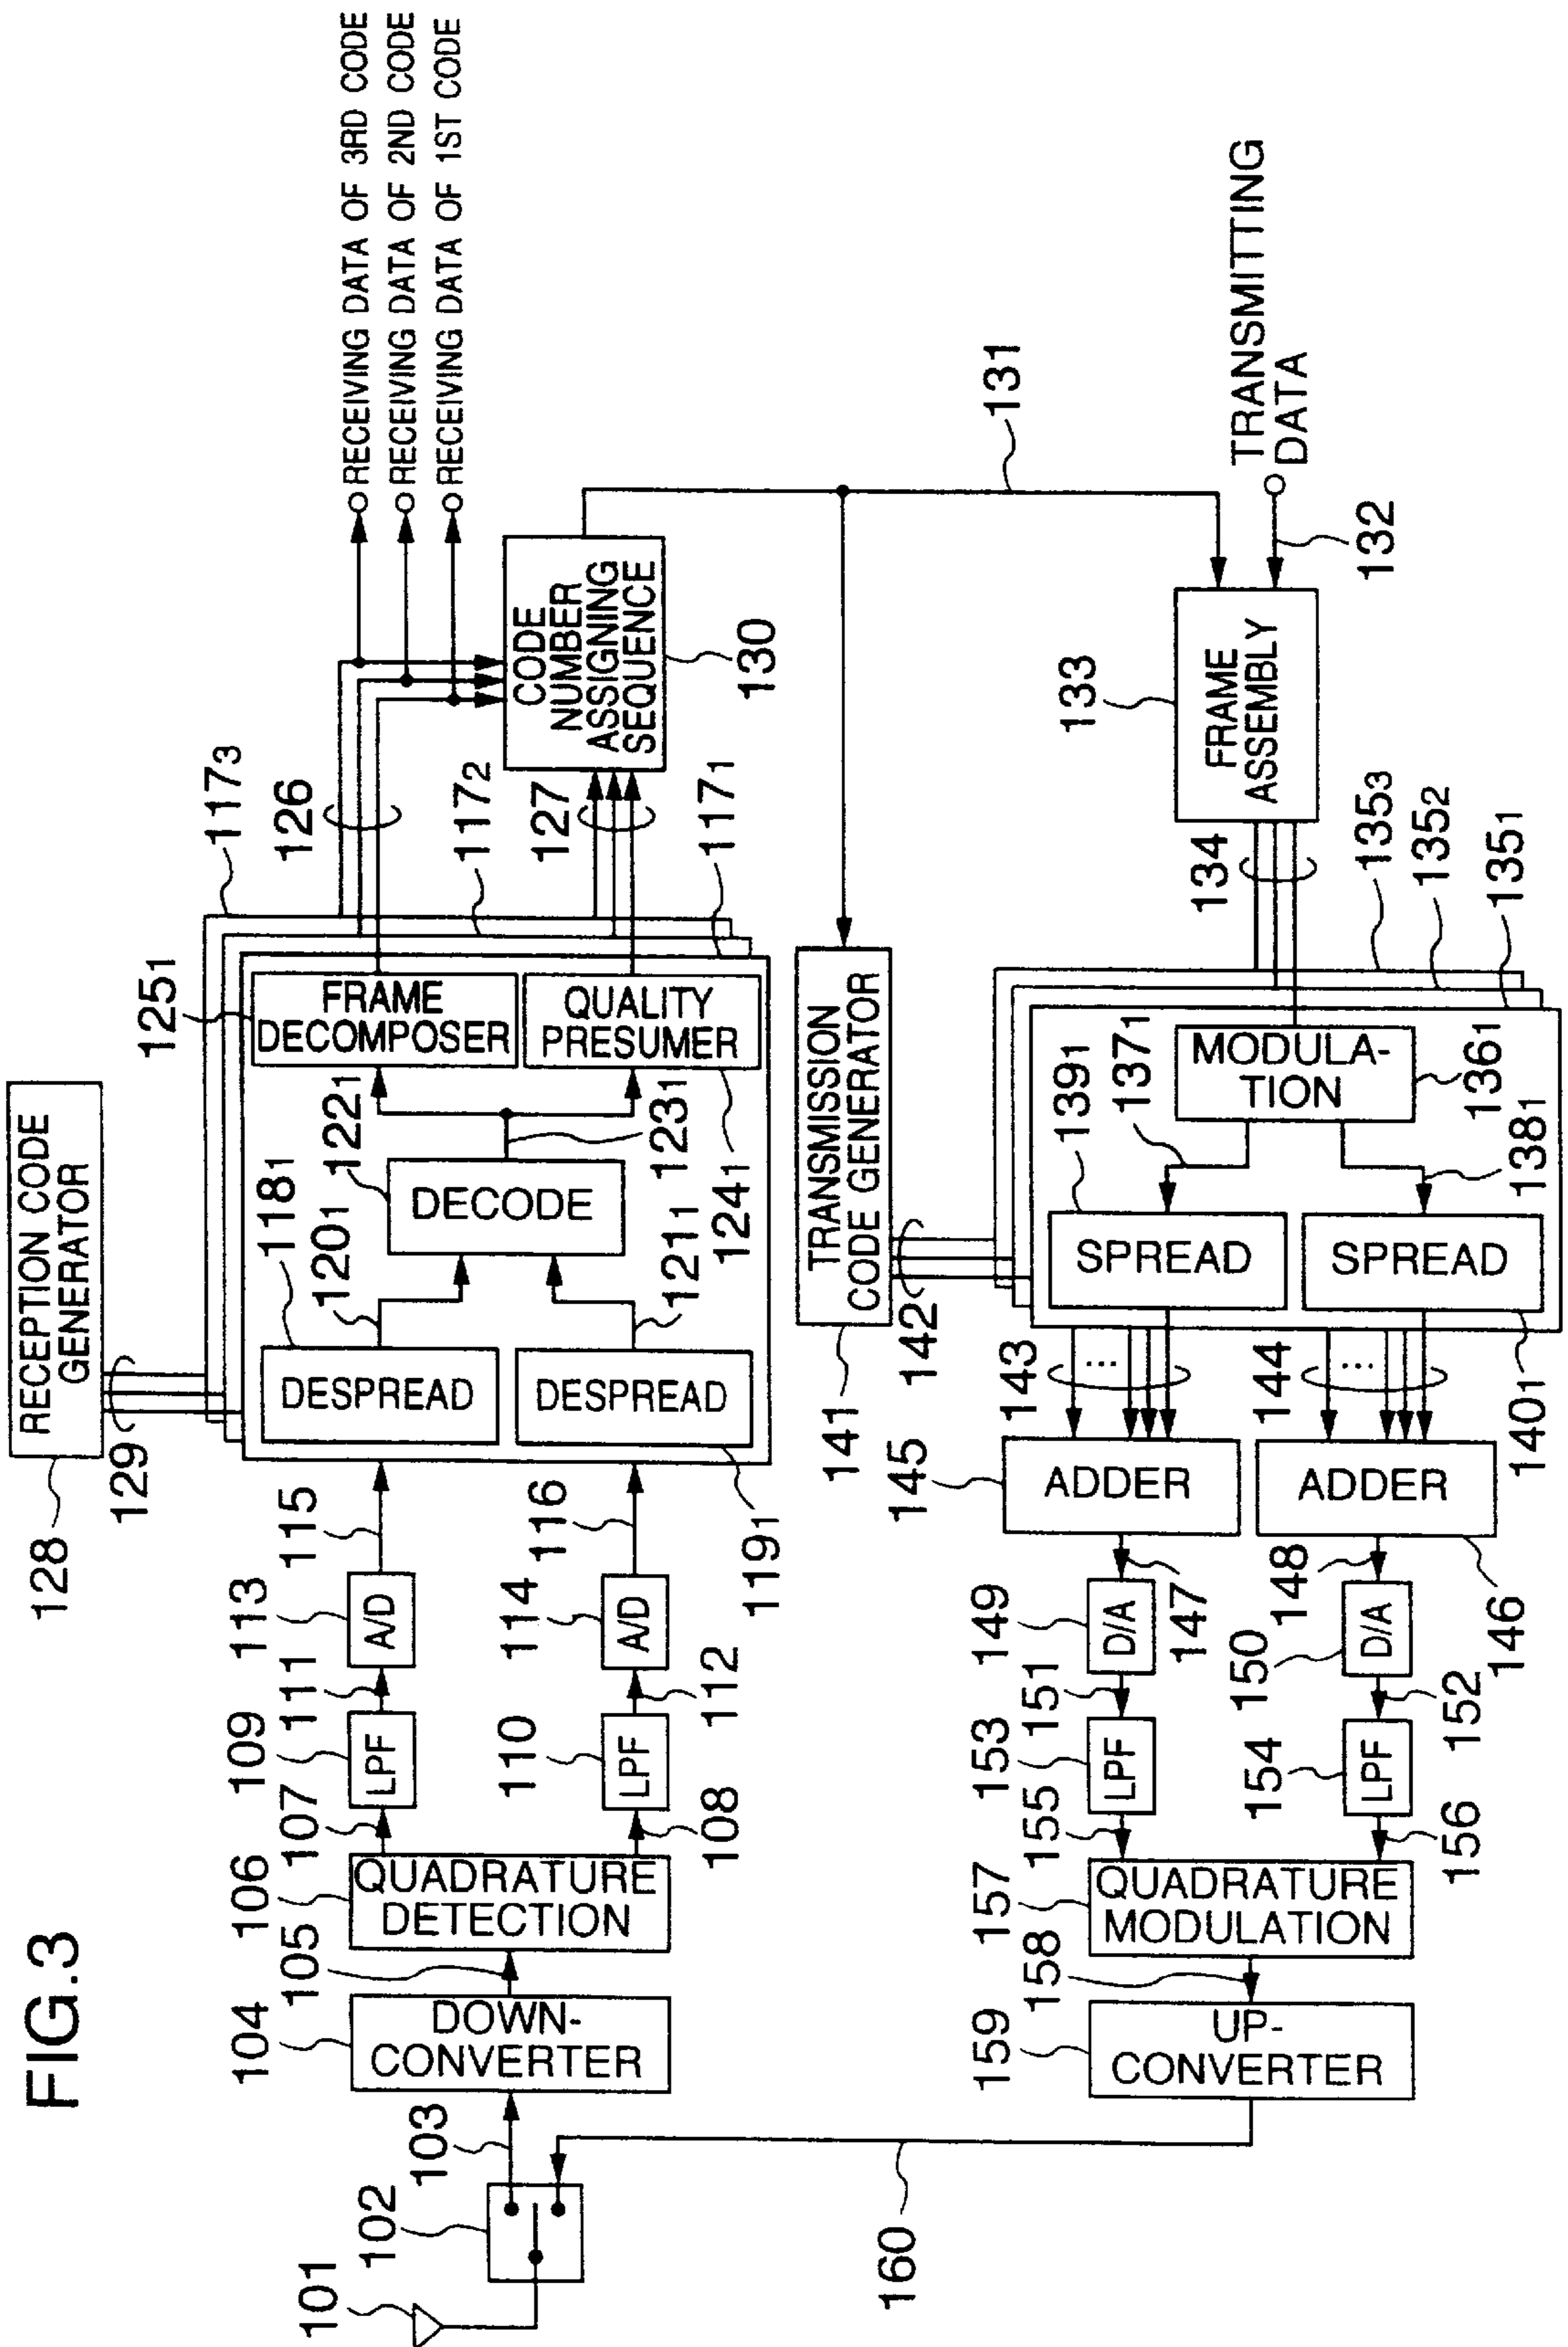 FIG.3
128
RECEPTION CODE
GENERATOR
129
RECEIVING DATA OF 3RD CODE
RECEIVING DATA OF 2ND CODE
RECEIVING DATA OF 1ST CODE
101
102
103
104
DOWN-
CONVERTER
105
106
QUADRATURE
DETECTION
107
108
109
LPF
110
LPF
111
112
113
A/D
114
A/D
115
116
117₃
117₂
117₁
118₁
DESPREAD
DESPREAD
119₁
120₁
121₁
122₁
DECODE
123₁
124₁
125₁
FRAME
DECOMPOSER
QUALITY
PRESUMER
126
127
CODE
NUMBER
ASSIGNING
SEQUENCE
130
131
TRANSMITTING
DATA
132
133
FRAME
ASSEMBLY
134
135₃
135₂
135₁
MODULA-
TION
136₁
137₁
138₁
139₁
SPREAD
SPREAD
140₁
141
TRANSMISSION
CODE GENERATOR
142
143
...
144
...
145
ADDER
ADDER
146
147
148
149
D/A
150
D/A
151
152
153
LPF
154
LPF
155
156
157
QUADRATURE
MODULATION
158
159
UP-
CONVERTER
160